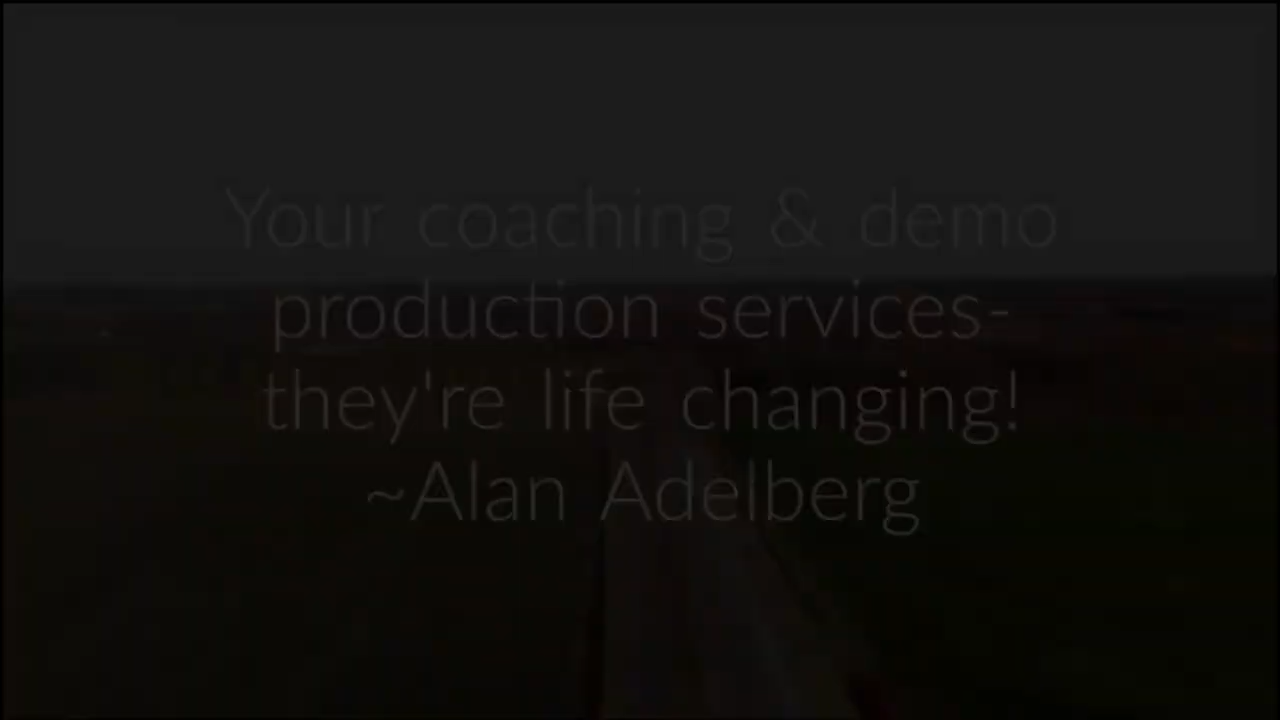 Your coaching & demo
production services-
they're life changing!
~Alan Adelberg